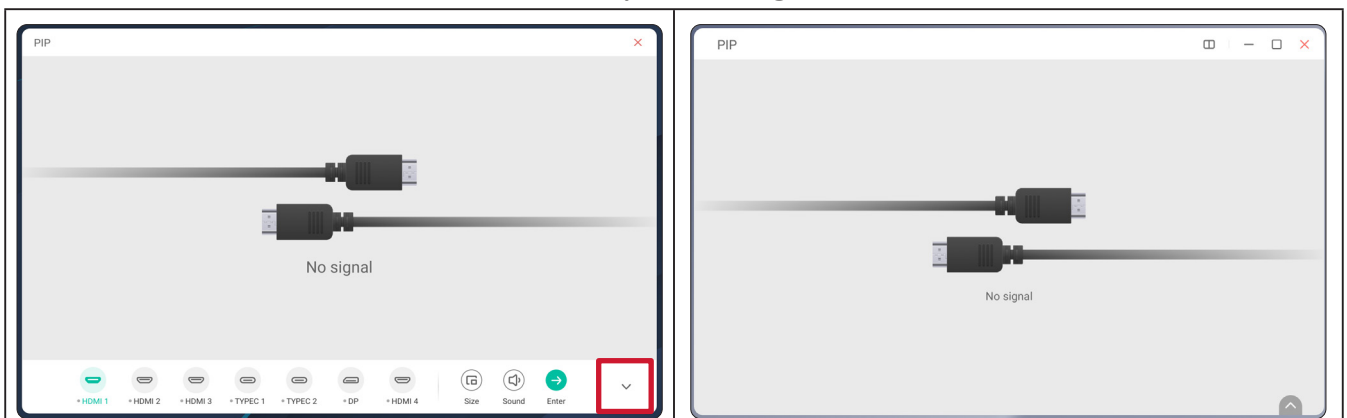 PIP
No signal
HDMI 1 HDMI 2 HDMI 3 TYPEC 1 TYPEC 2 DP HDMI 4 Size Sound Enter
PIP
No signal